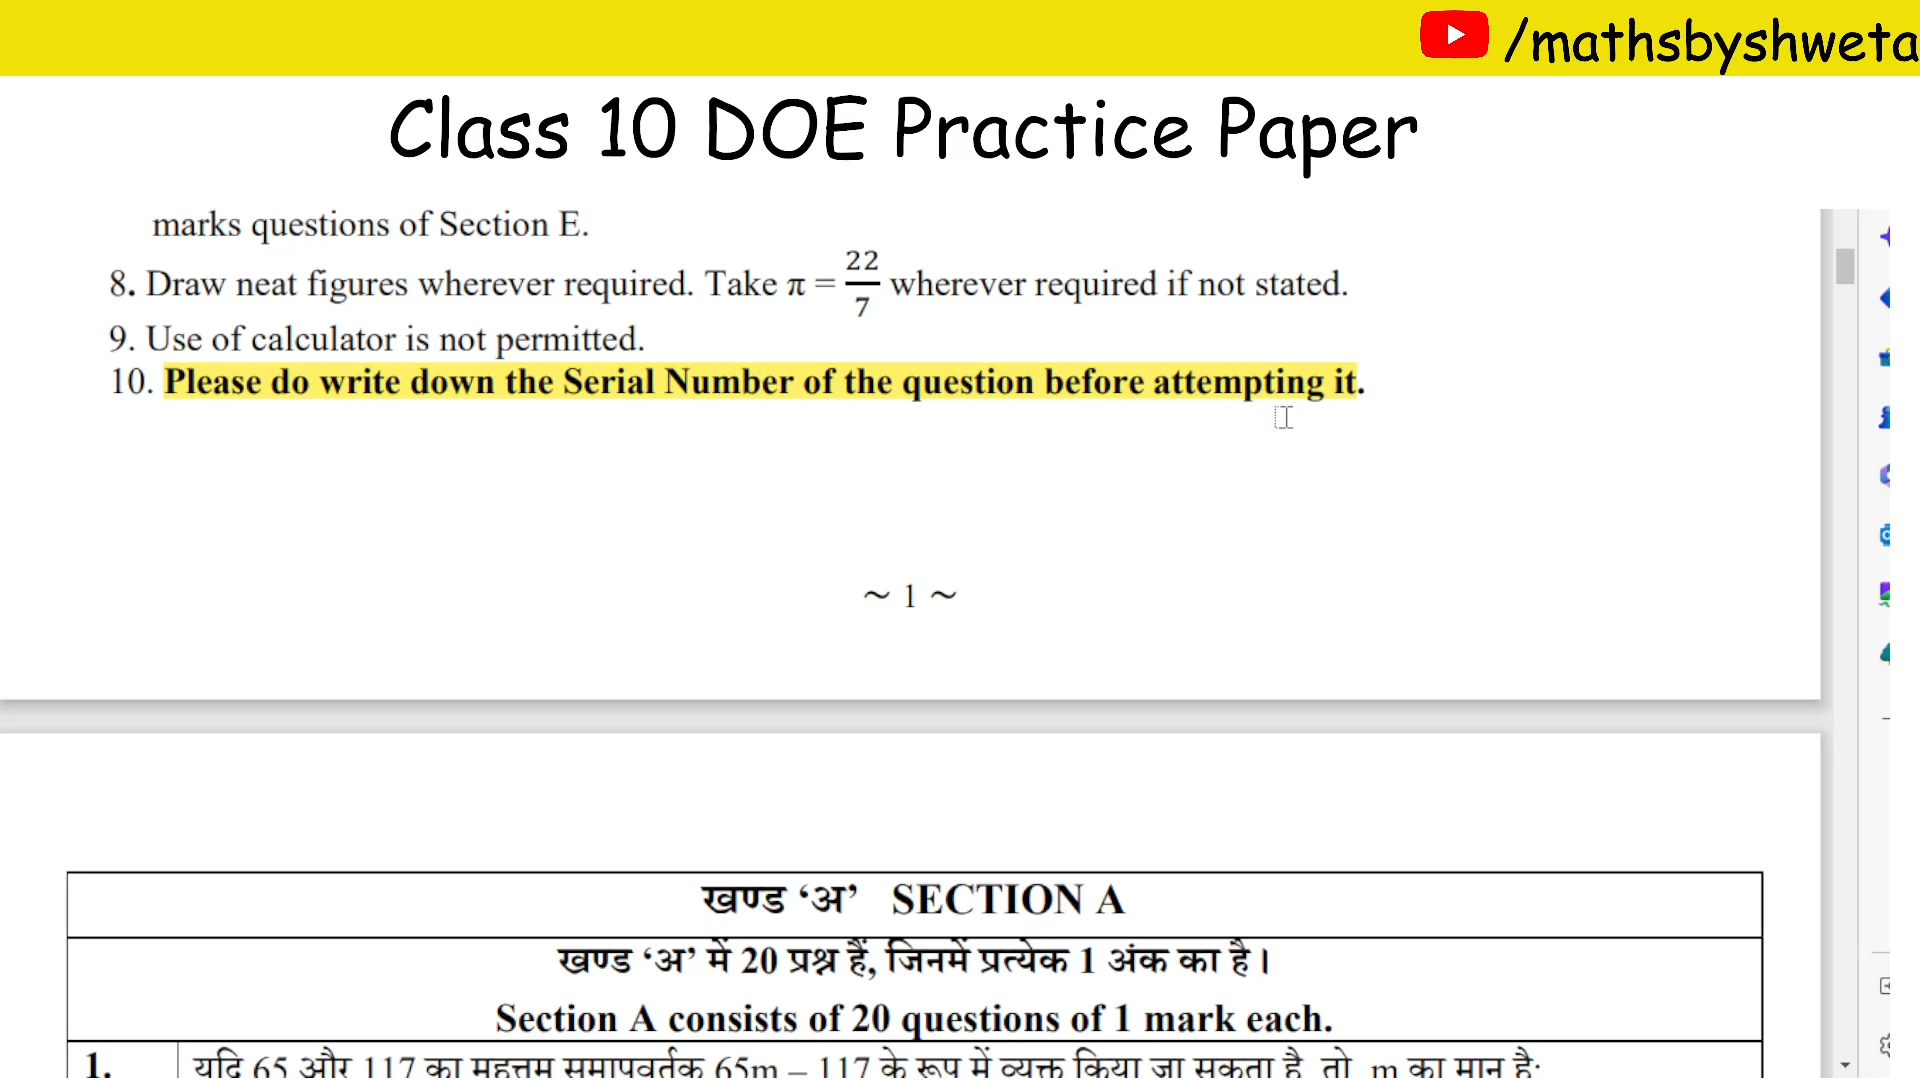 /mathsbyshweta
Class 10 DOE Practice Paper
marks questions of Section E.
8. Draw neat figures wherever required. Take π = 22/7 wherever required if not stated.
9. Use of calculator is not permitted.
10. Please do write down the Serial Number of the question before attempting it.
~ 1 ~
खण्ड ‘अ’ SECTION A
खण्ड ‘अ’ में 20 प्रश्न हैं, जिनमें प्रत्येक 1 अंक का है।
Section A consists of 20 questions of 1 mark each.
1. यदि 65 और 117 का महत्तम समापवर्तक 65m – 117 के रूप में व्यक्त किया जा सकता है, तो m का मान है: